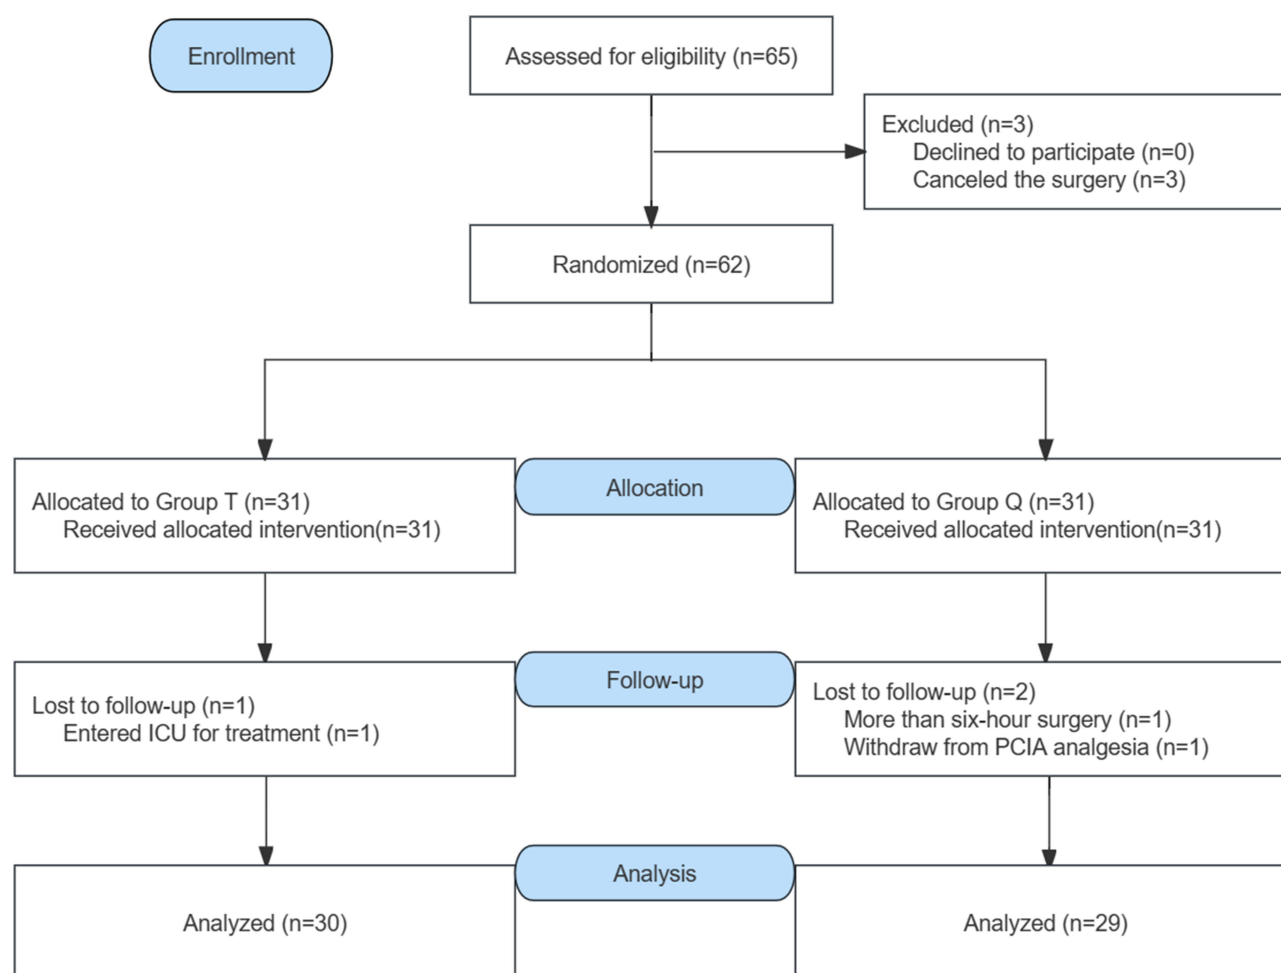 Enrollment
Assessed for eligibility (n=65)
Excluded (n=3)
Declined to participate (n=0)
Canceled the surgery (n=3)
Randomized (n=62)
Allocated to Group T (n=31)
Received allocated intervention(n=31)
Allocation
Allocated to Group Q (n=31)
Received allocated intervention(n=31)
Lost to follow-up (n=1)
Entered ICU for treatment (n=1)
Follow-up
Lost to follow-up (n=2)
More than six-hour surgery (n=1)
Withdraw from PCIA analgesia (n=1)
Analyzed (n=30)
Analysis
Analyzed (n=29)